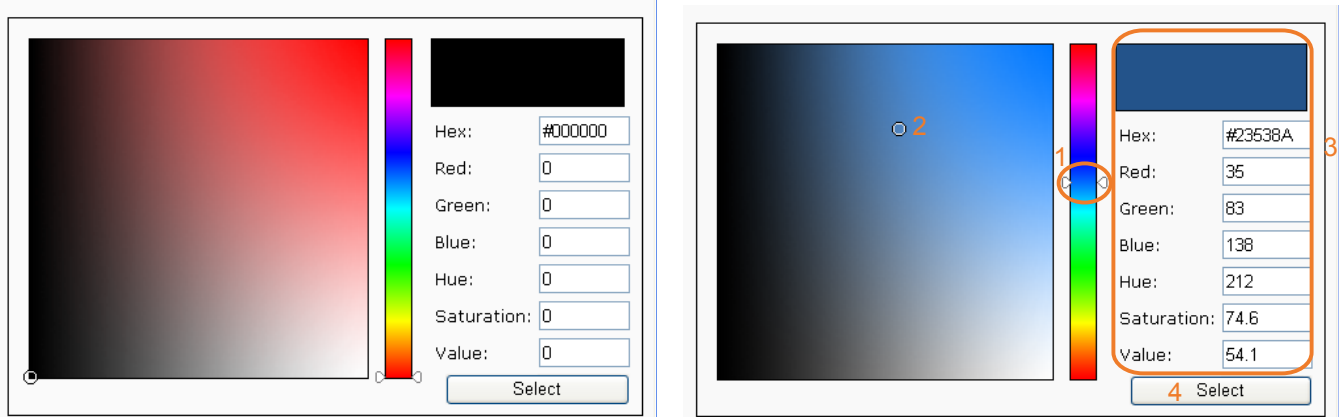 Hex: #000000
Red: 0
Green: 0
Blue: 0
Hue: 0
Saturation: 0
Value: 0
Select
2
1
3
Hex: #23538A
Red: 35
Green: 83
Blue: 138
Hue: 212
Saturation: 74.6
Value: 54.1
4 Select